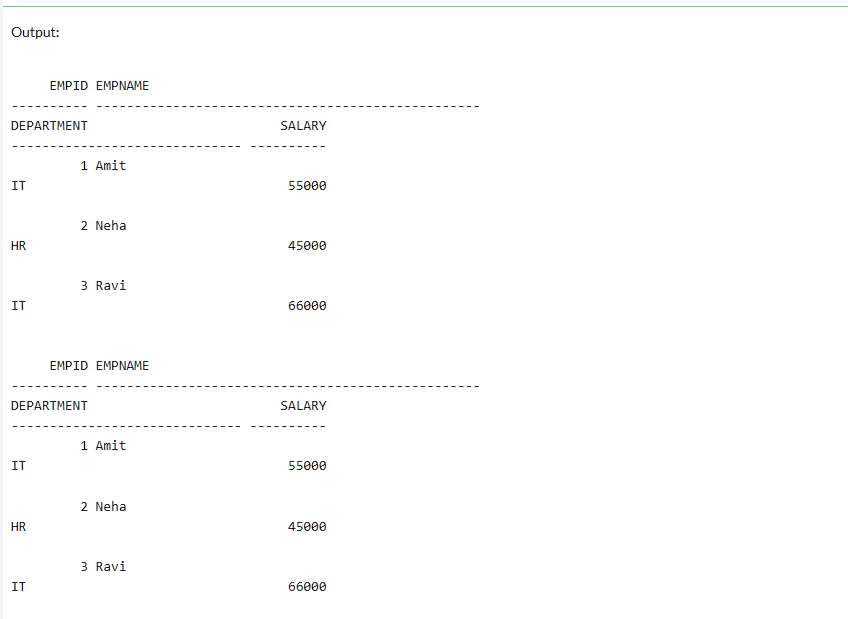 Output:
     EMPID EMPNAME
---------- --------------------------------------------------
DEPARTMENT                         SALARY
------------------------------ ----------
         1 Amit
IT                                  55000
         2 Neha
HR                                  45000
         3 Ravi
IT                                  66000
     EMPID EMPNAME
---------- --------------------------------------------------
DEPARTMENT                         SALARY
------------------------------ ----------
         1 Amit
IT                                  55000
         2 Neha
HR                                  45000
         3 Ravi
IT                                  66000